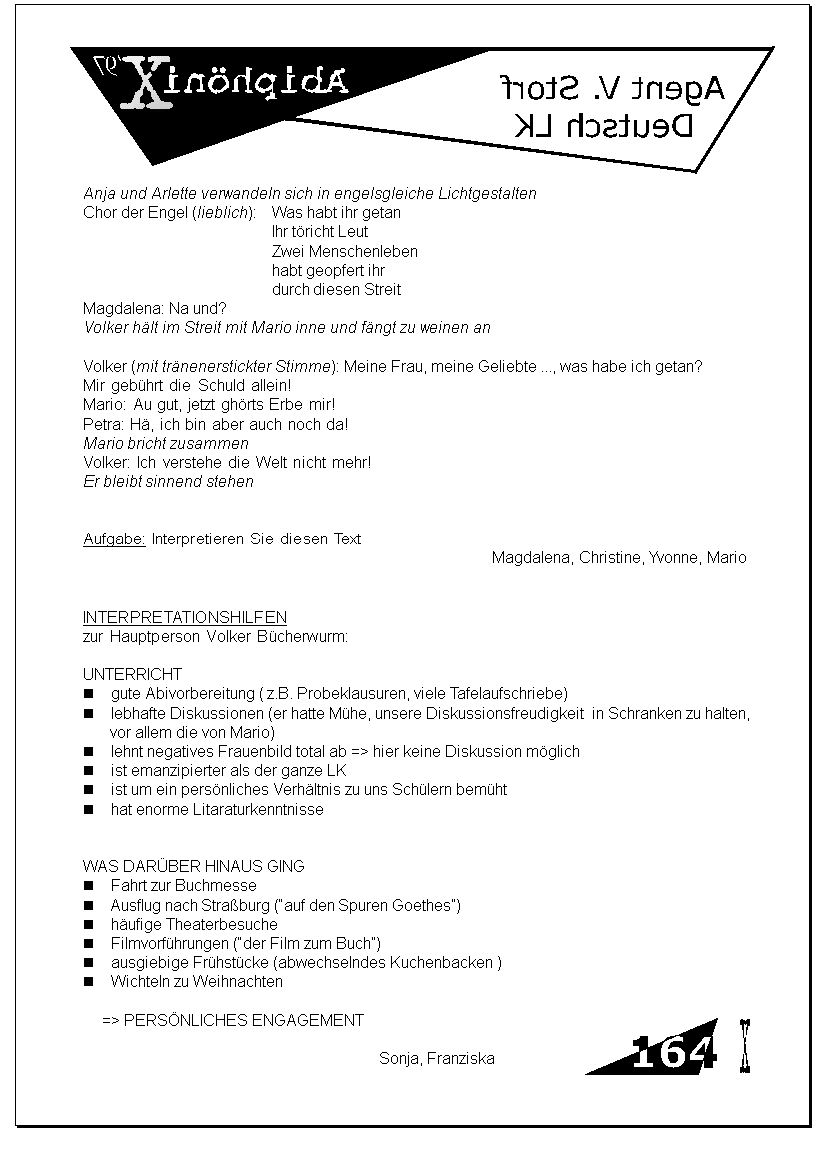 AbiphöniX '97
Agent V. Storf
Deutsch LK
Anja und Arlette verwandeln sich in engelsgleiche Lichtgestalten
Chor der Engel (lieblich): Was habt ihr getan
Ihr töricht Leut
Zwei Menschenleben
habt geopfert ihr
durch diesen Streit
Magdalena: Na und?
Volker hält im Streit mit Mario inne und fängt zu weinen an
Volker (mit tränenerstickter Stimme): Meine Frau, meine Geliebte ..., was habe ich getan?
Mir gebührt die Schuld allein!
Mario: Au gut, jetzt ghörts Erbe mir!
Petra: Hä, ich bin aber auch noch da!
Mario bricht zusammen
Volker: Ich verstehe die Welt nicht mehr!
Er bleibt sinnend stehen
Aufgabe: Interpretieren Sie diesen Text
Magdalena, Christine, Yvonne, Mario
INTERPRETATIONSHILFEN
zur Hauptperson Volker Bücherwurm:
UNTERRICHT
■ gute Abivorbereitung ( z.B. Probeklausuren, viele Tafelaufschriebe)
■ lebhafte Diskussionen (er hatte Mühe, unsere Diskussionsfreudigkeit in Schranken zu halten,
vor allem die von Mario)
■ lehnt negatives Frauenbild total ab => hier keine Diskussion möglich
■ ist emanzipierter als der ganze LK
■ ist um ein persönliches Verhältnis zu uns Schülern bemüht
■ hat enorme Litaraturkenntnisse
WAS DARÜBER HINAUS GING
■ Fahrt zur Buchmesse
■ Ausflug nach Straßburg ("auf den Spuren Goethes")
■ häufige Theaterbesuche
■ Filmvorführungen ("der Film zum Buch")
■ ausgiebige Frühstücke (abwechselndes Kuchenbacken )
■ Wichteln zu Weihnachten
=> PERSÖNLICHES ENGAGEMENT
Sonja, Franziska
164 X